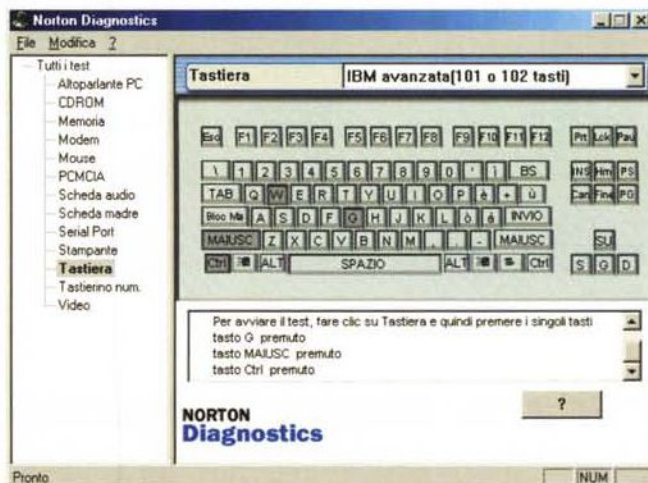 Norton Diagnostics
File Modifica ?
Tutti i test
Altoparlante PC
CDROM
Memoria
Modem
Mouse
PCMCIA
Scheda audio
Scheda madre
Serial Port
Stampante
Tastiera
Tastierino num.
Video
Tastiera IBM avanzata(101 o 102 tasti)
Esc F1 F2 F3 F4 F5 F6 F7 F8 F9 F10 F11 F12 Prt Lck Pau
\ 1 2 3 4 5 6 7 8 9 0 ' ì BS INS Hm PS
TAB Q W E R T Y U I O P è + ù Can Fine PG
Bloc Ma A S D F G H J K L ò à INVIO
MAIUSC Z X C V B N M , . - MAIUSC SU
Ctrl ALT SPAZIO ALT Ctrl S G D
Per avviare il test, fare clic su Tastiera e quindi premere i singoli tasti
tasto G premuto
tasto MAIUSC premuto
tasto Ctrl premuto
?
NORTON
Diagnostics
Pronto NUM